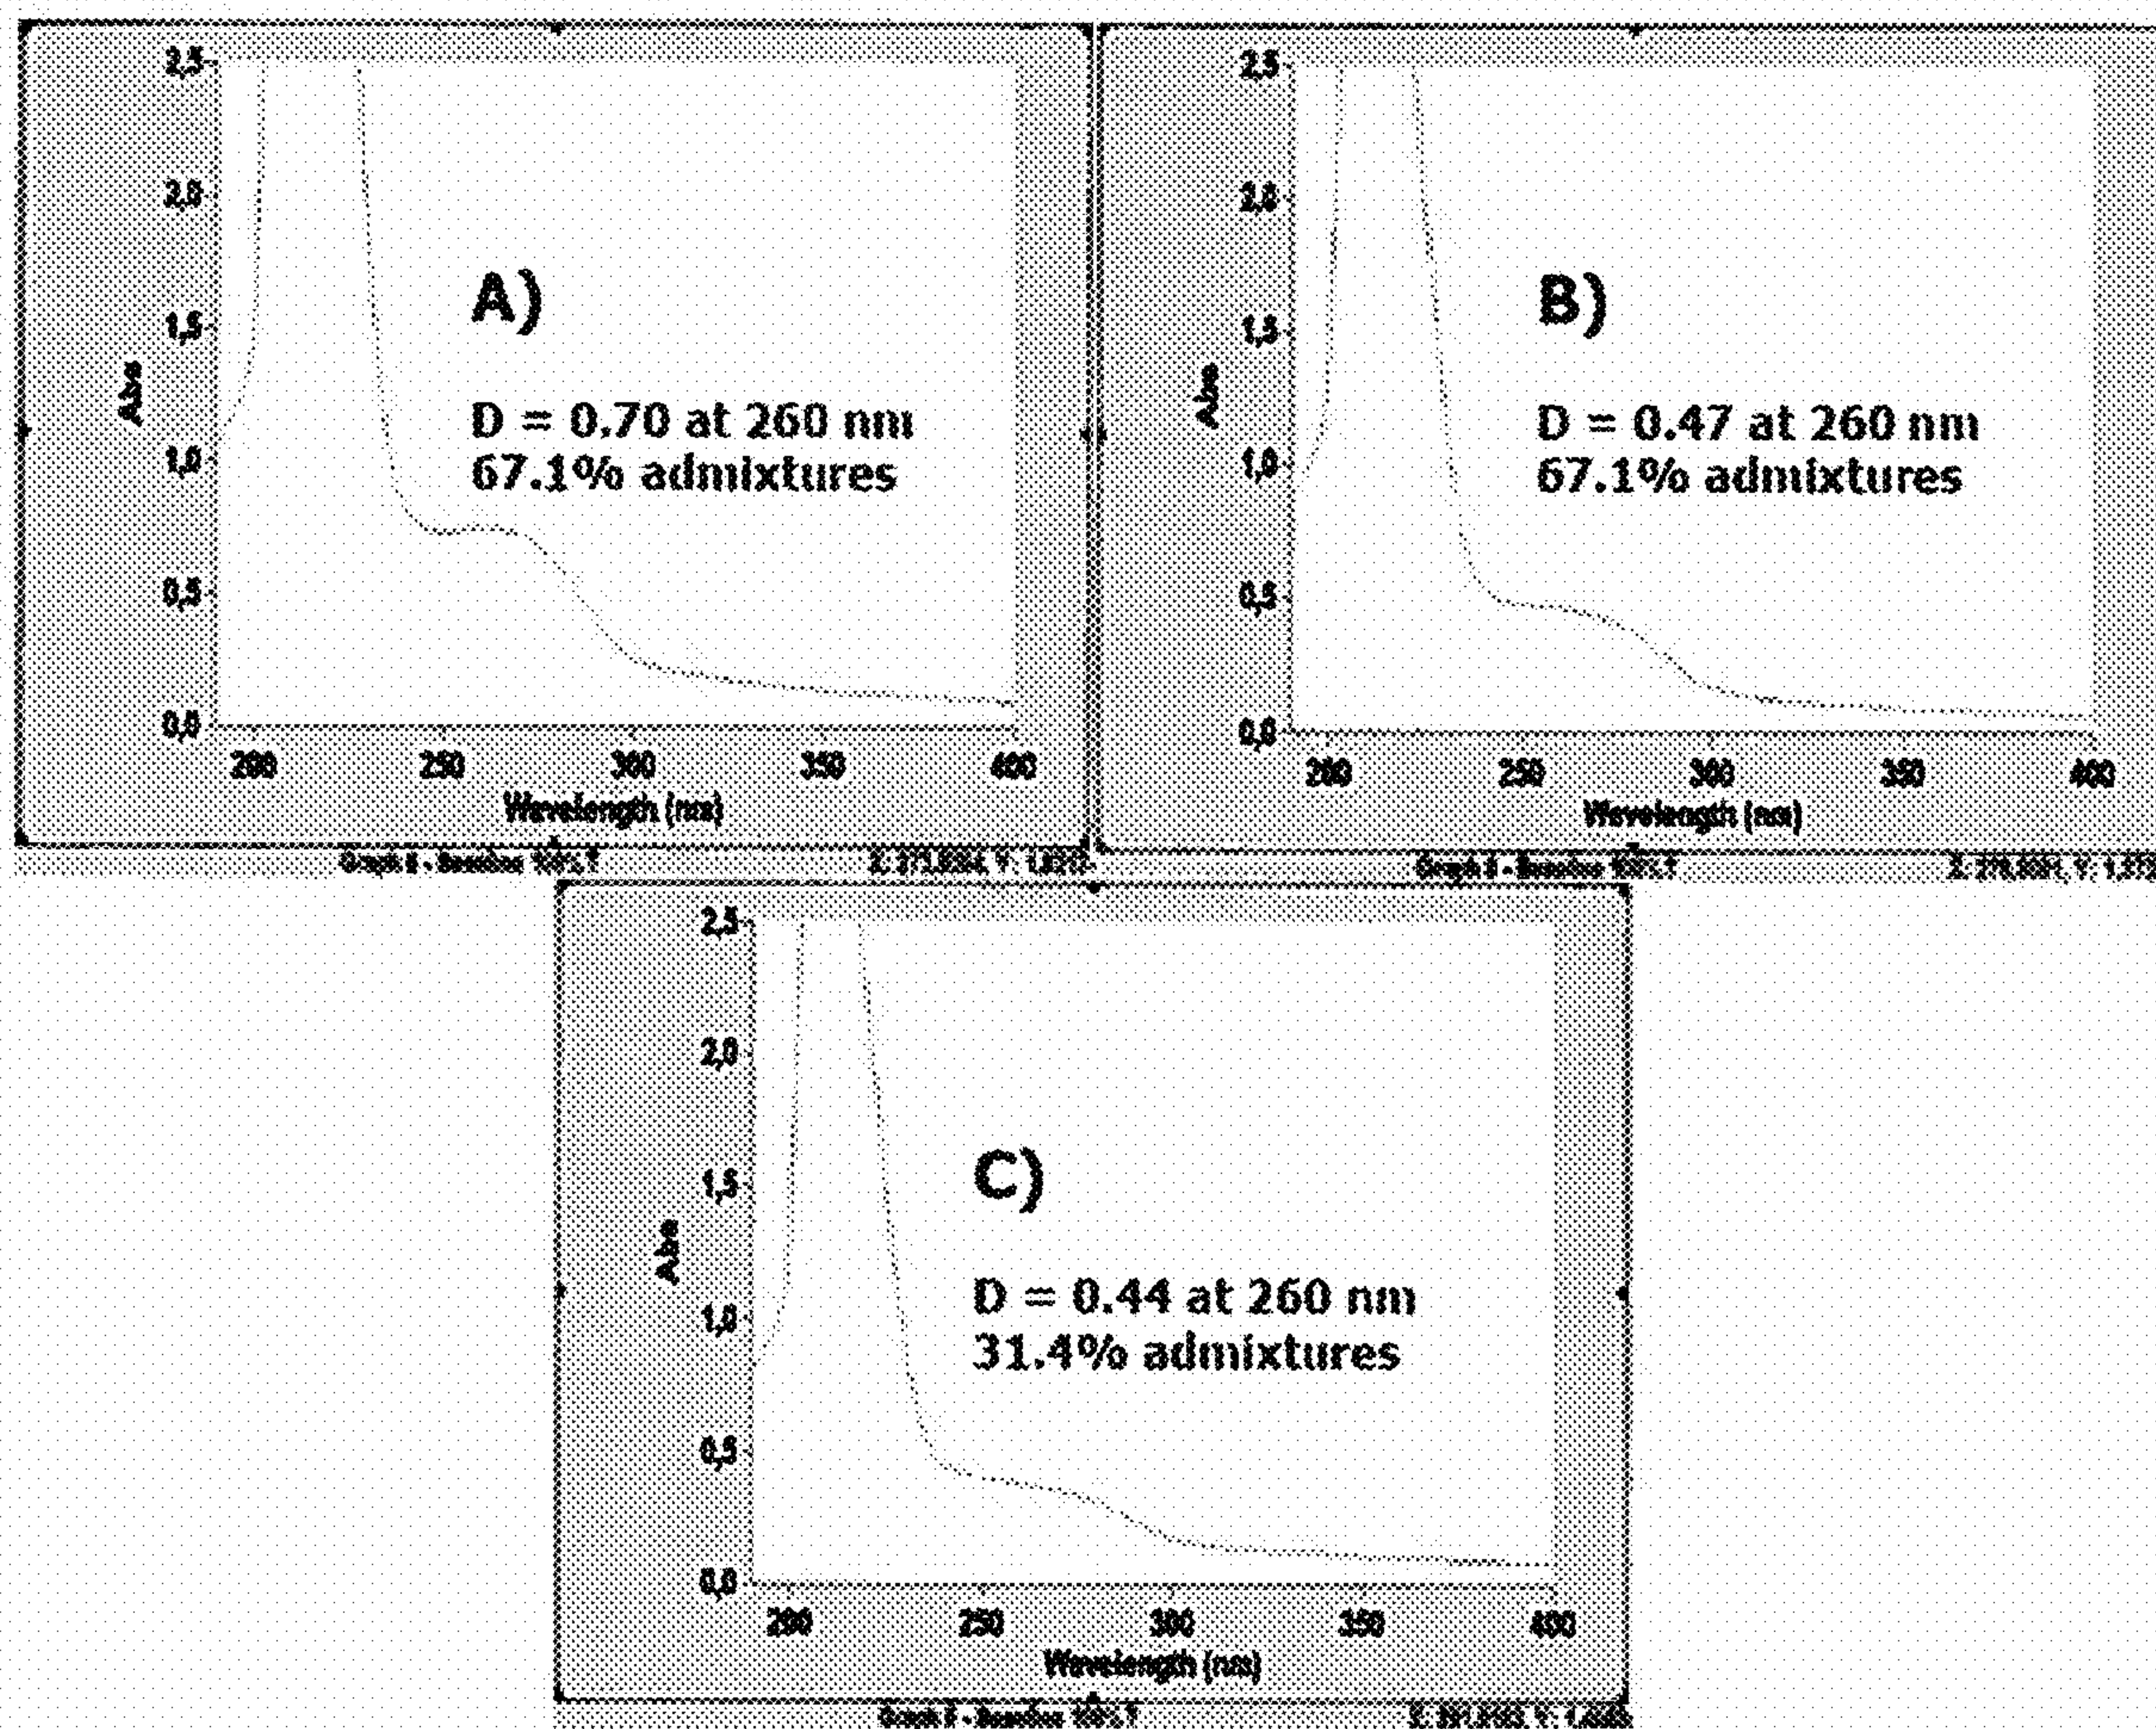 2,5
2,0
1,5
1,0
0,5
0,0
Abs
A)
D = 0.70 at 260 nm
67.1% admixtures
200 250 300 350 400
Wavelength (nm)
2,5
2,0
1,5
1,0
0,5
0,0
Abs
B)
D = 0.47 at 260 nm
67.1% admixtures
200 250 300 350 400
Wavelength (nm)
2,5
2,0
1,5
1,0
0,5
0,0
Abs
C)
D = 0.44 at 260 nm
31.4% admixtures
200 250 300 350 400
Wavelength (nm)